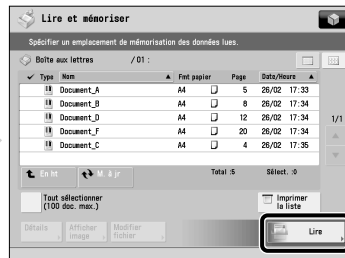 Lire et mémoriser
Spécifier un emplacement de mémorisation des données lues.
Boîte aux lettres / 01 :
Type Nom Fmt papier Page Date/Heure
Document_A A4 5 26/02 17:33
Document_B A4 8 26/02 17:34
Document_D A4 12 26/02 17:34
Document_F A4 20 26/02 17:34
Document_C A4 4 26/02 17:35
1/1
En ht M. à jr Total :5 Sélect. :0
Tout sélectionner
(100 doc. max.)
Imprimer
la liste
Détails Afficher
image Modifier
fichier Lire